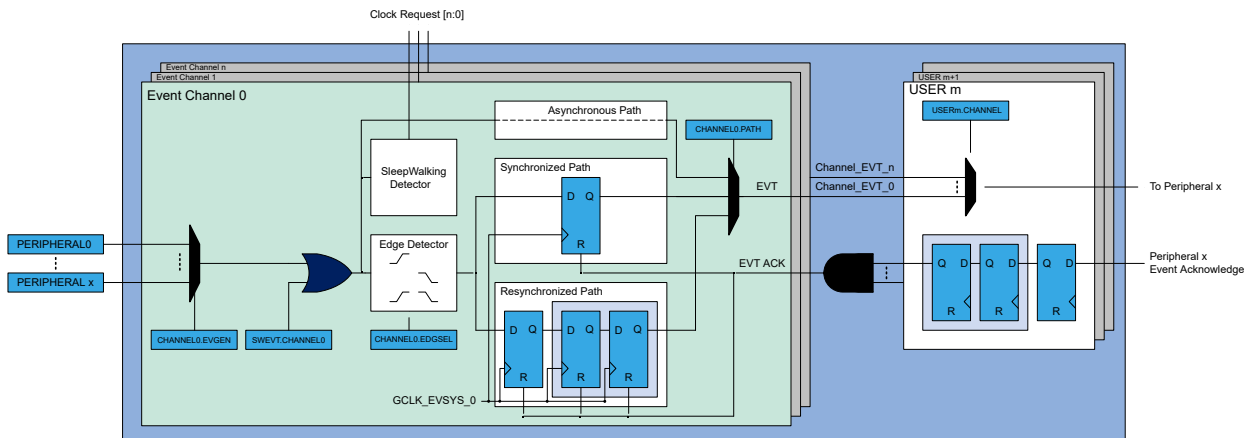 Clock Request [n:0]
Event Channel n
Event Channel 1
Event Channel 0
USER m+1
USER m
Asynchronous Path
CHANNEL0.PATH
USERm.CHANNEL
SleepWalking
Detector
Synchronized Path
D Q
R
EVT
Channel_EVT_n
Channel_EVT_0
To Peripheral x
PERIPHERAL0
PERIPHERAL x
Edge Detector
EVT ACK
Q D
R
Q D
R
Q D
R
Peripheral x
Event Acknowledge
Resynchronized Path
D Q
R
D Q
R
D Q
R
CHANNEL0.EVGEN
SWEVT.CHANNEL0
CHANNEL0.EDGSEL
GCLK_EVSYS_0